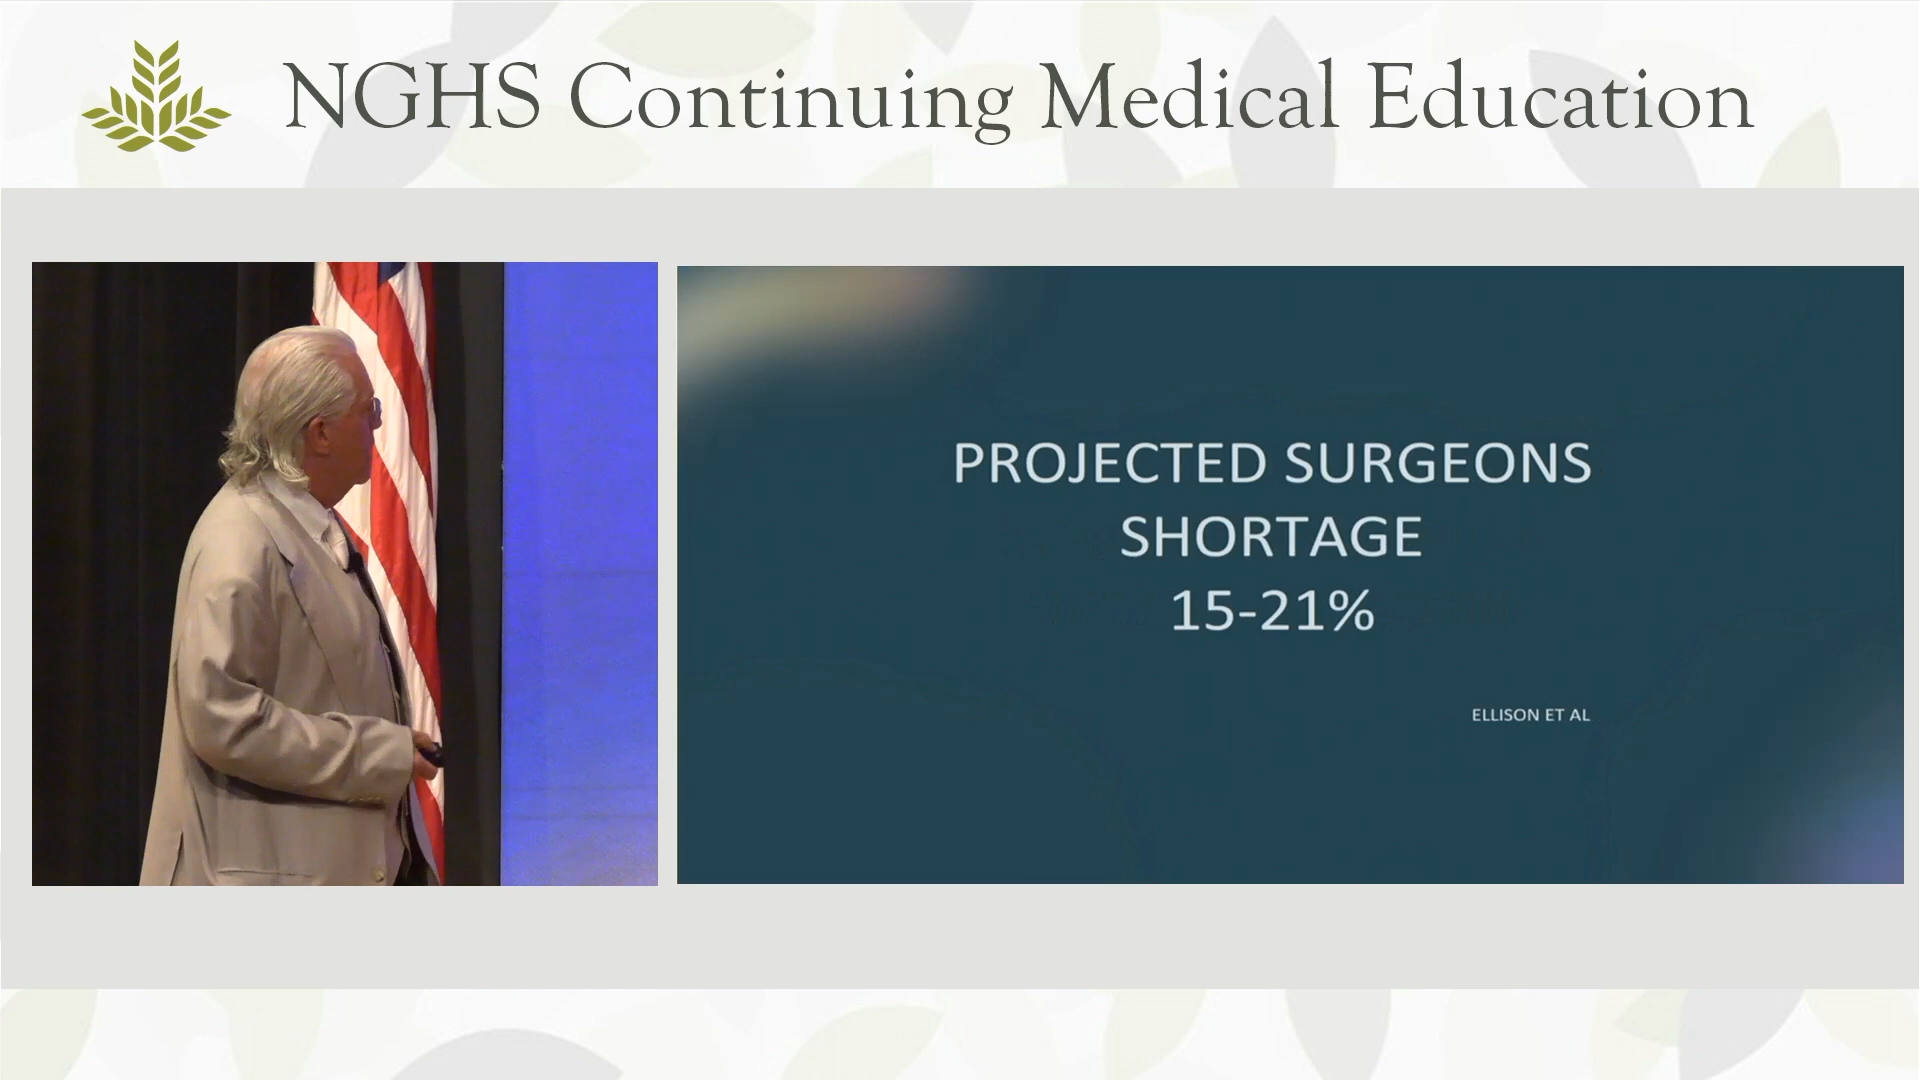 NGHS Continuing Medical Education
PROJECTED SURGEONS
SHORTAGE
15-21%
ELLISON ET AL